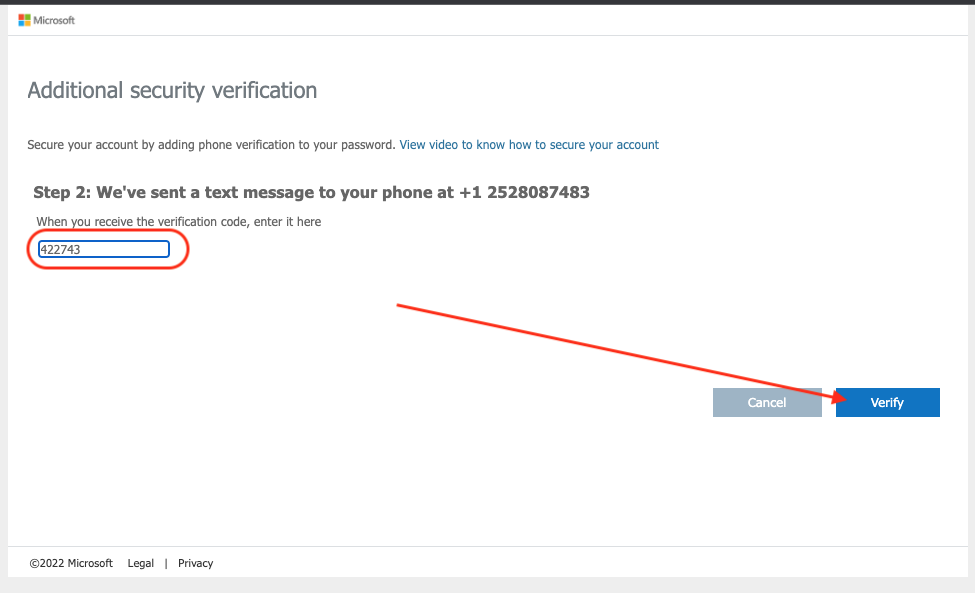 Microsoft
Additional security verification
Secure your account by adding phone verification to your password. View video to know how to secure your account
Step 2: We've sent a text message to your phone at +1 2528087483
When you receive the verification code, enter it here
422743
Cancel Verify
©2022 Microsoft Legal | Privacy